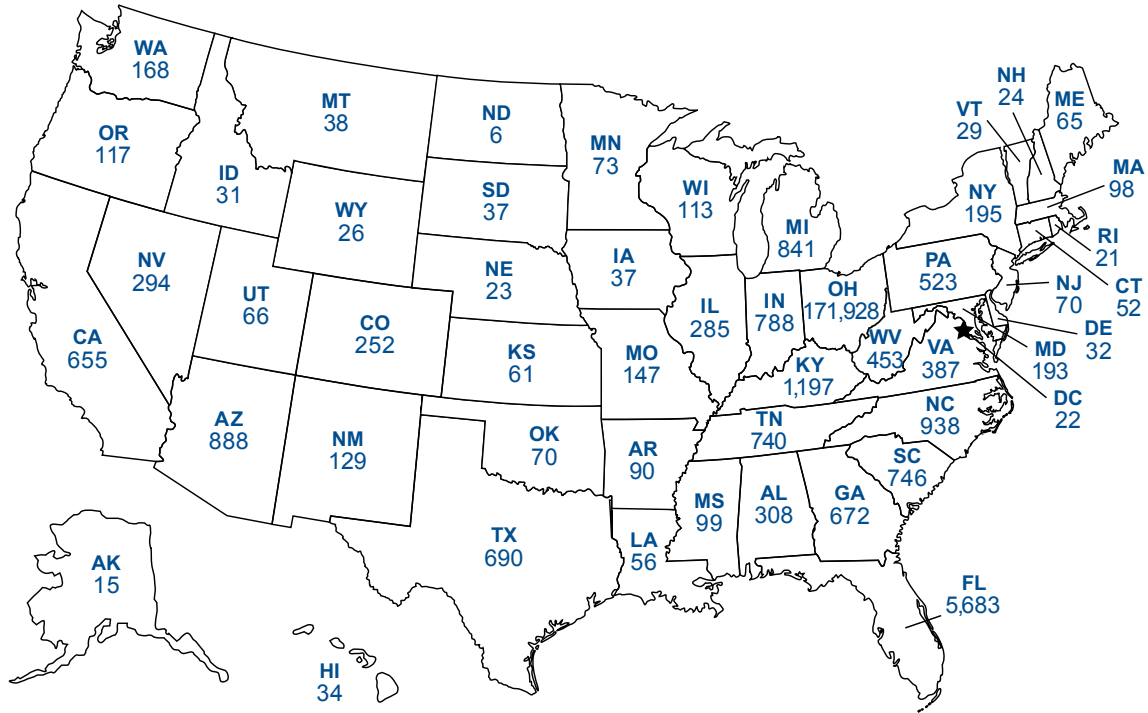 WA
168
OR
117
CA
655
NV
294
ID
31
MT
38
WY
26
UT
66
AZ
888
CO
252
NM
129
ND
6
SD
37
NE
23
KS
61
OK
70
TX
690
MN
73
IA
37
MO
147
AR
90
LA
56
WI
113
IL
285
MI
841
IN
788
OH
171,928
KY
1,197
TN
740
MS
99
AL
308
GA
672
FL
5,683
SC
746
NC
938
VA
387
WV
453
PA
523
NY
195
VT
29
NH
24
ME
65
MA
98
RI
21
CT
52
NJ
70
DE
32
MD
193
DC
22
AK
15
HI
34